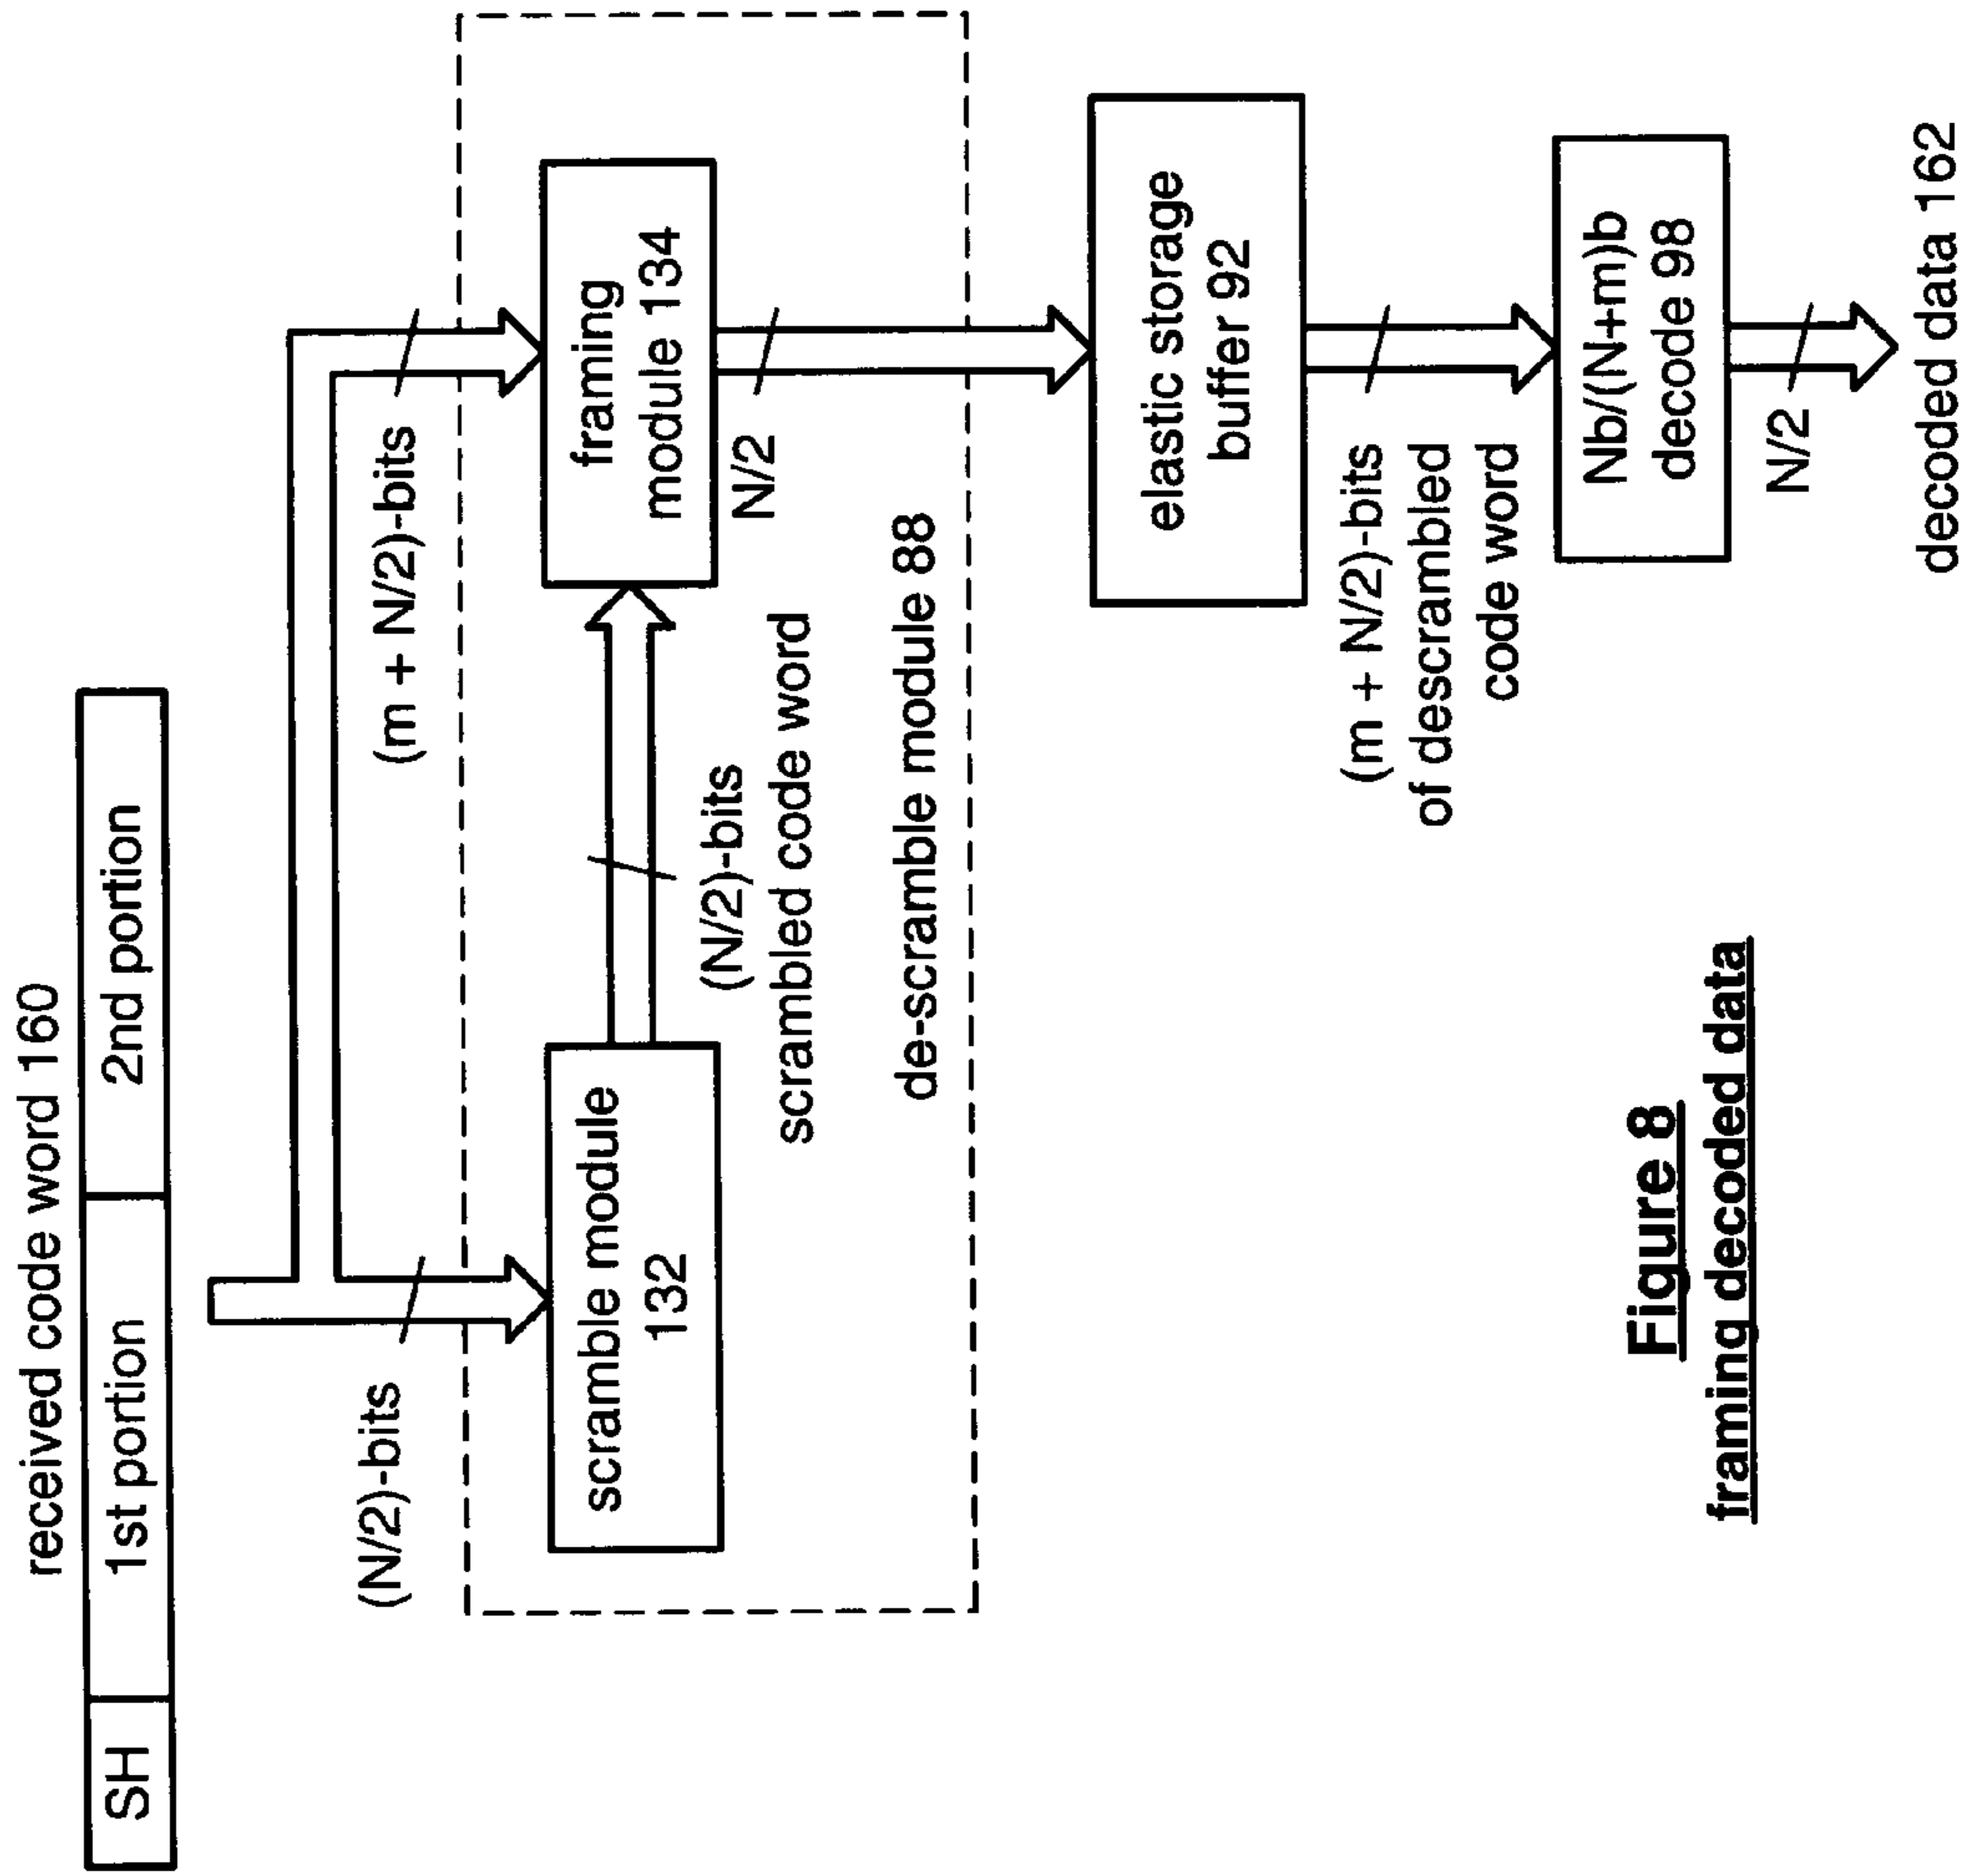 received code word 160
SH
1st portion
2nd portion
(N/2)-bits
(m + N/2)-bits
scramble module
132
framing
module 134
(N/2)-bits
scrambled code word
N/2
de-scramble module 88
elastic storage
buffer 92
(m + N/2)-bits
of descrambled
code word
Nb/(N+m)b
decode 98
N/2
decoded data 162
Figure 8
framing decoded data